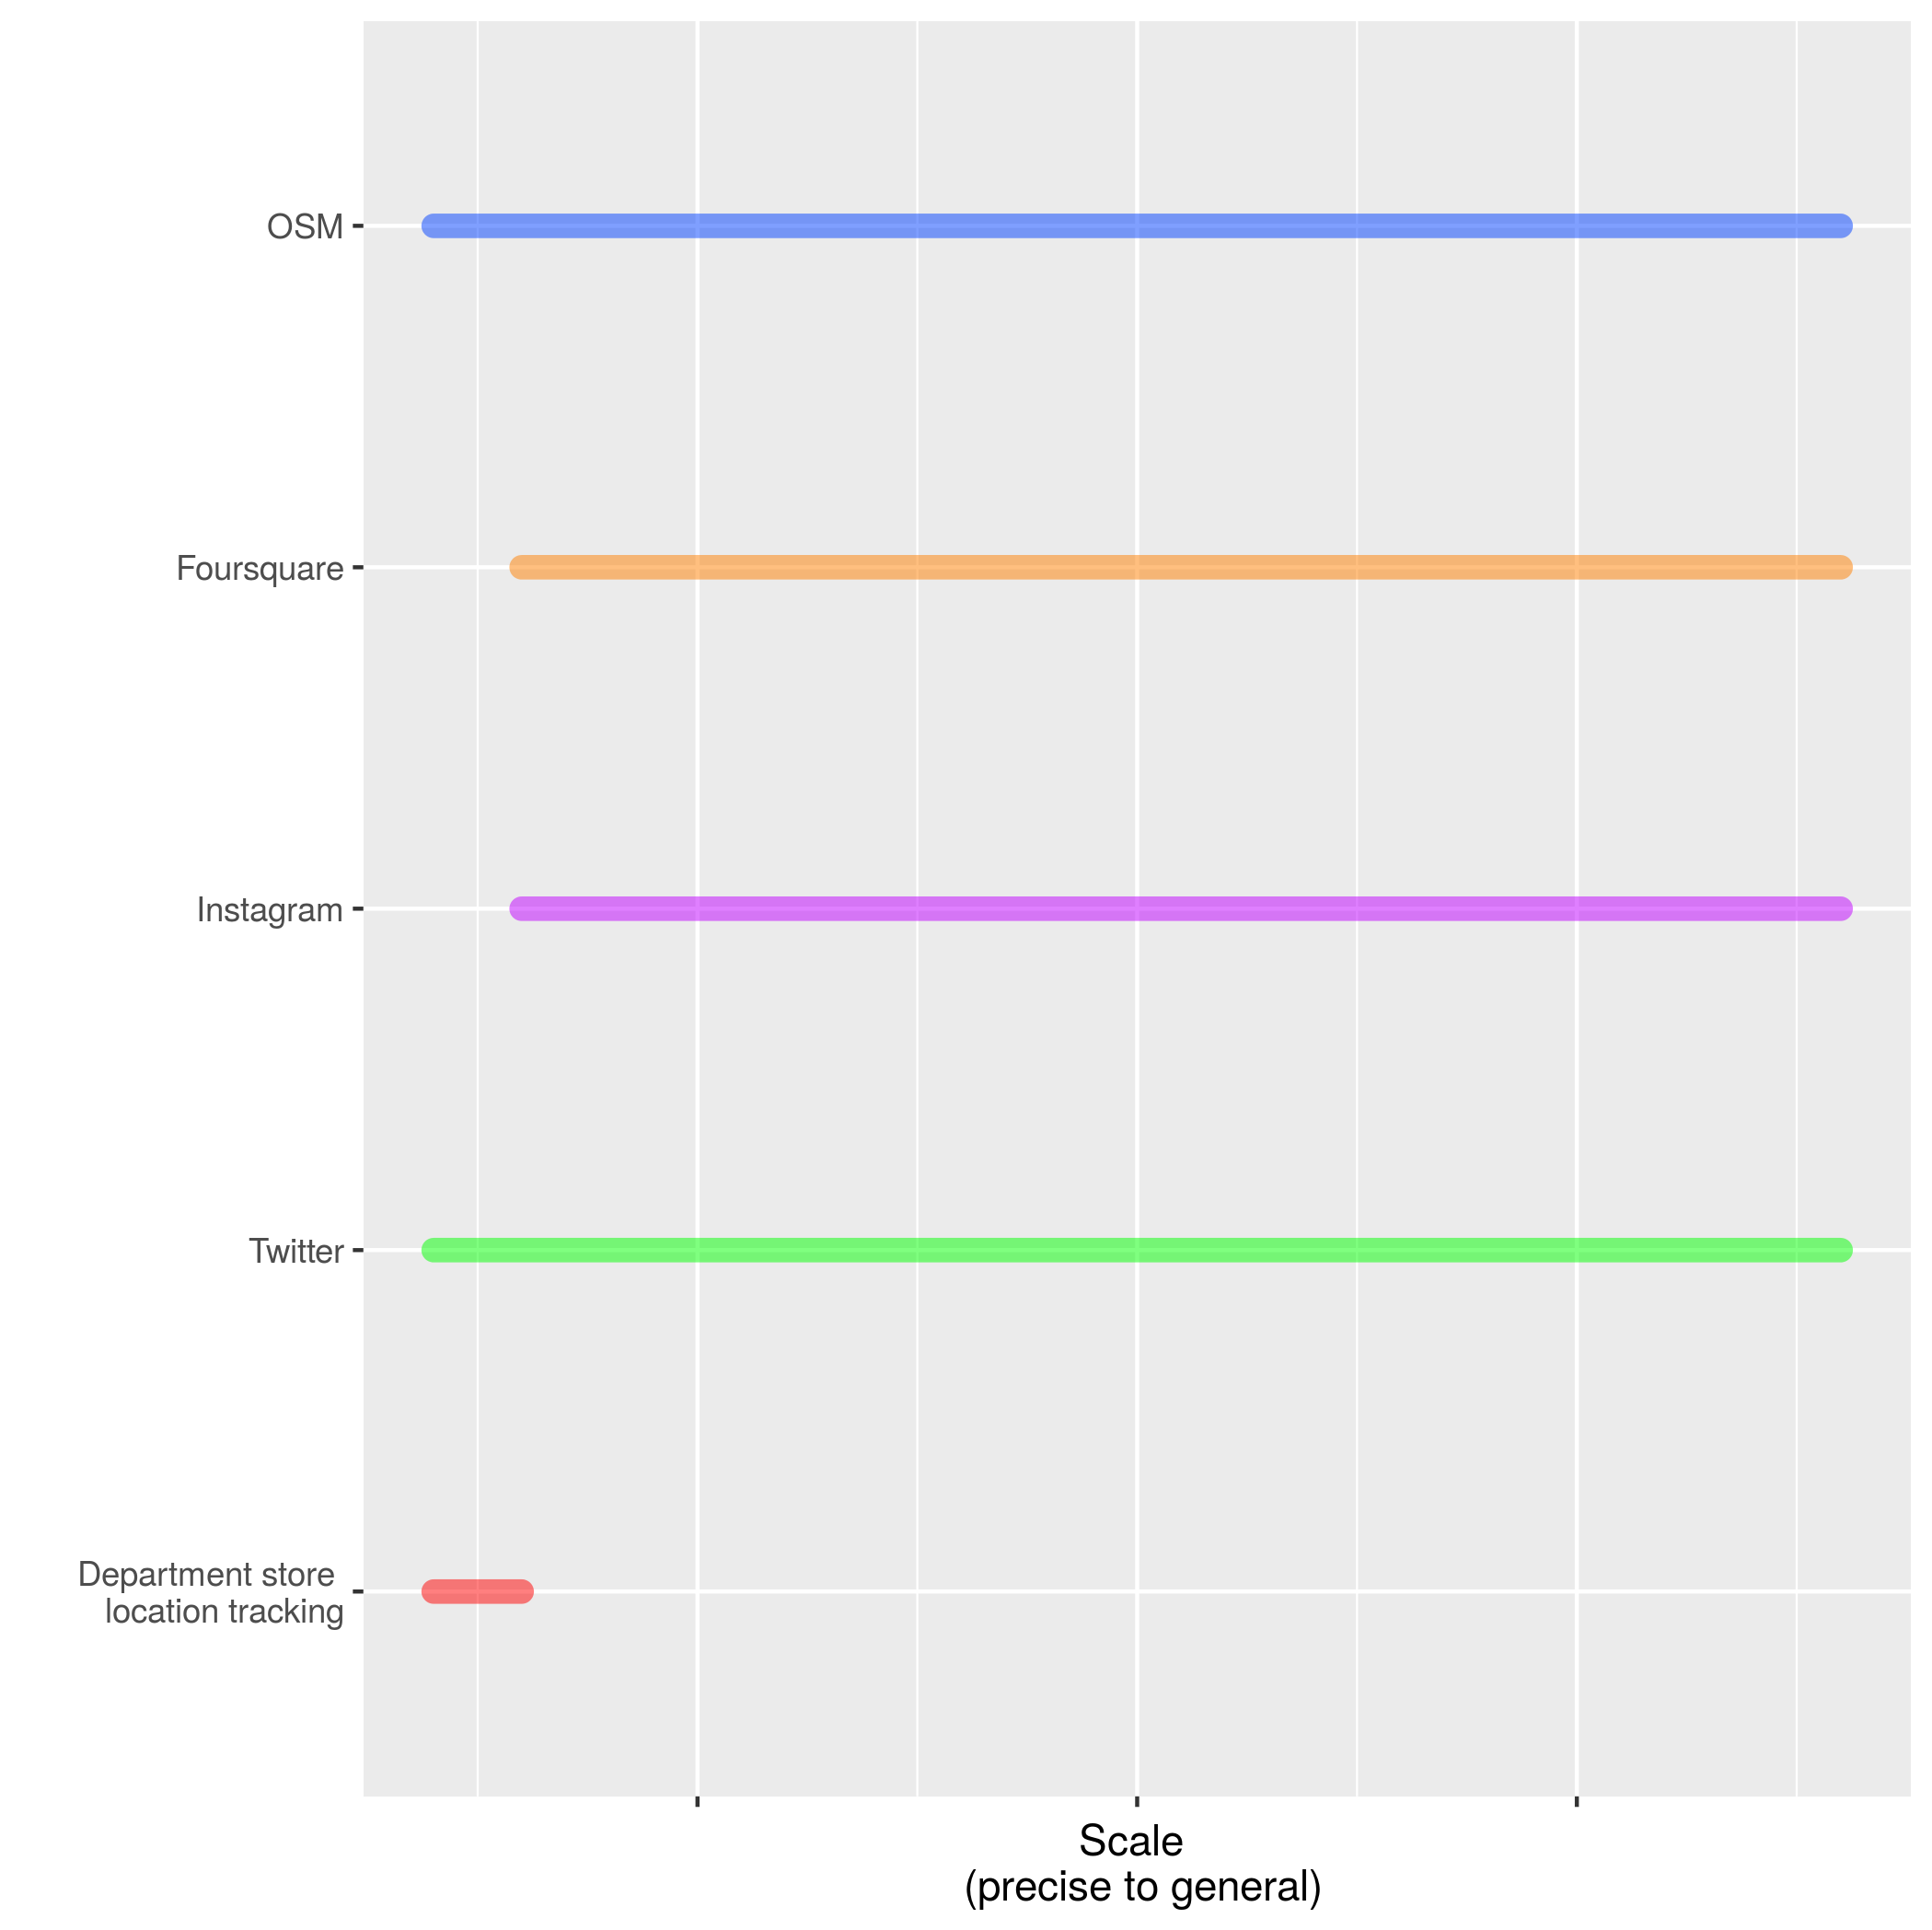 OSM
Foursquare
Instagram
Twitter
Department store
location tracking
Scale
(precise to general)